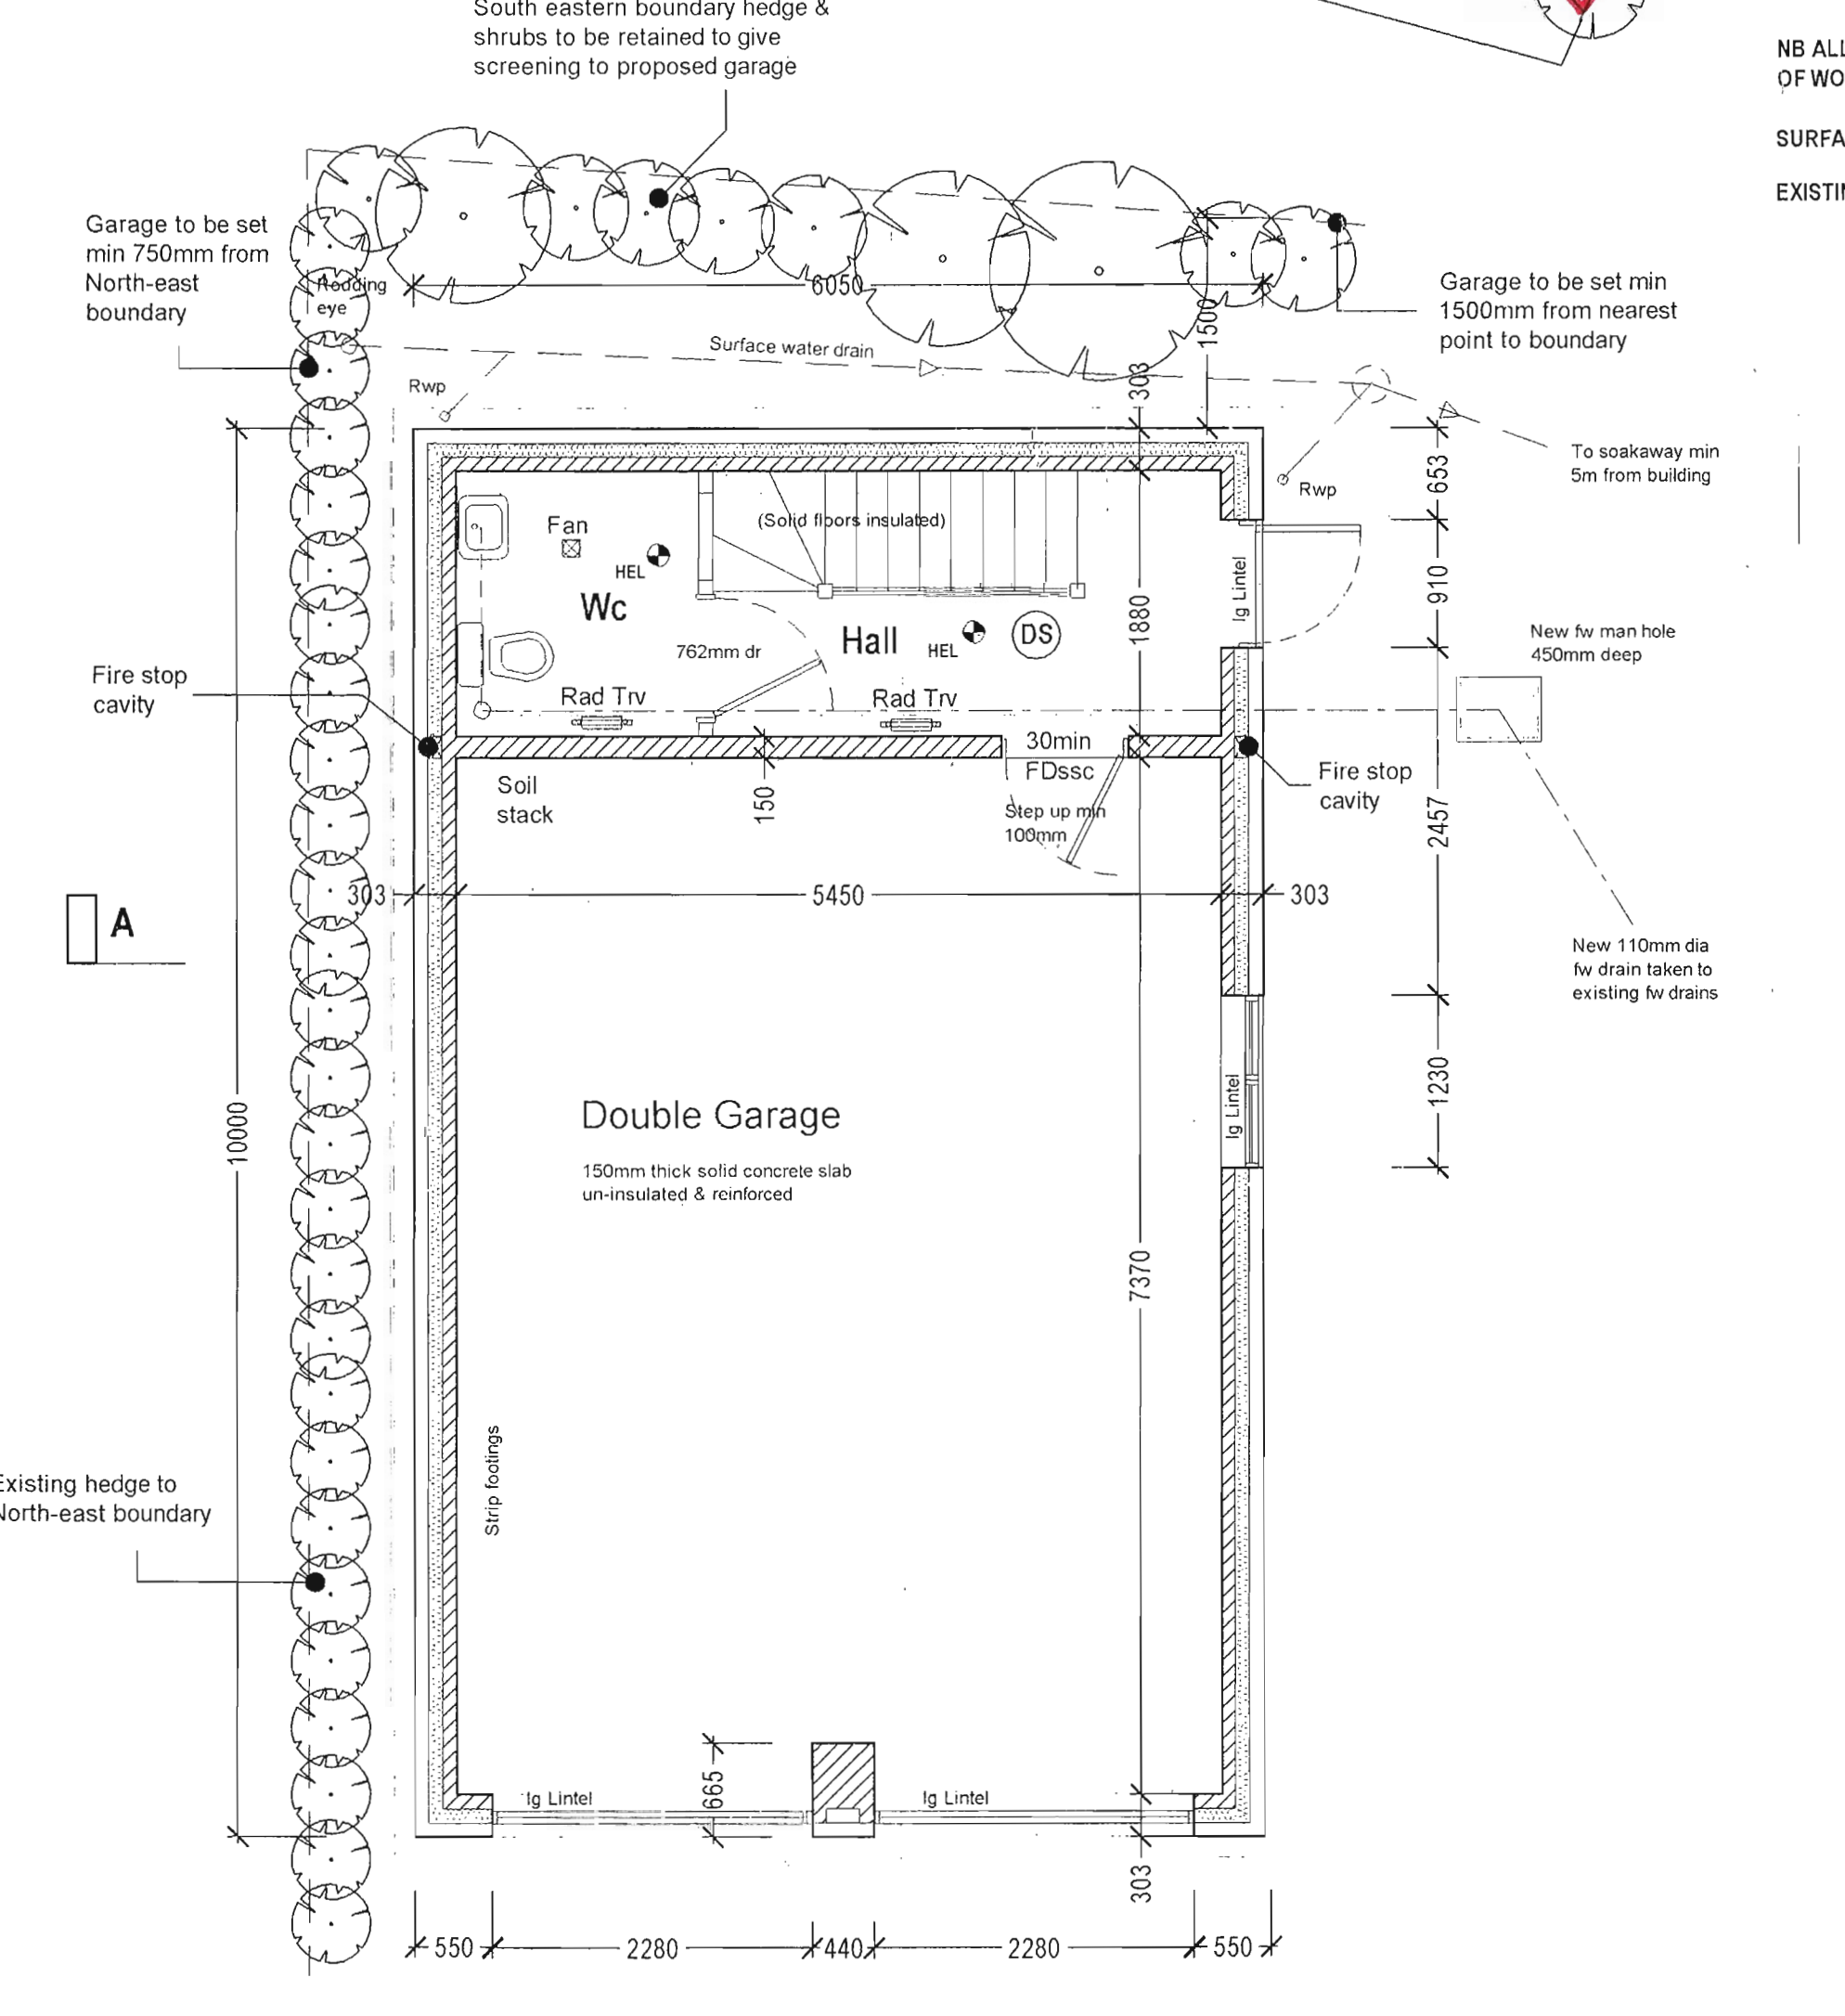 South eastern boundary hedge &
shrubs to be retained to give
screening to proposed garage
NB ALL
OF WO
SURFA
EXISTIN
Garage to be set
min 750mm from
North-east
boundary
Rodding
eye
6050
1500
Garage to be set min
1500mm from nearest
point to boundary
Surface water drain
Rwp
303
To soakaway min
5m from building
Rwp
653
(Solid floors insulated)
Fan
HEL
Wc
Hall
HEL
DS
1880
Ig Lintel
910
762mm dr
New fw man hole
450mm deep
Fire stop
cavity
Rad Trv
Rad Trv
30min
FDssc
Soil
stack
150
Step up min
100mm
Fire stop
cavity
2457
303
5450
303
A
New 110mm dia
fw drain taken to
existing fw drains
10000
Double Garage
150mm thick solid concrete slab
un-insulated & reinforced
Ig Lintel
1230
7370
Strip footings
Existing hedge to
North-east boundary
665
Ig Lintel
Ig Lintel
303
550
2280
440
2280
550